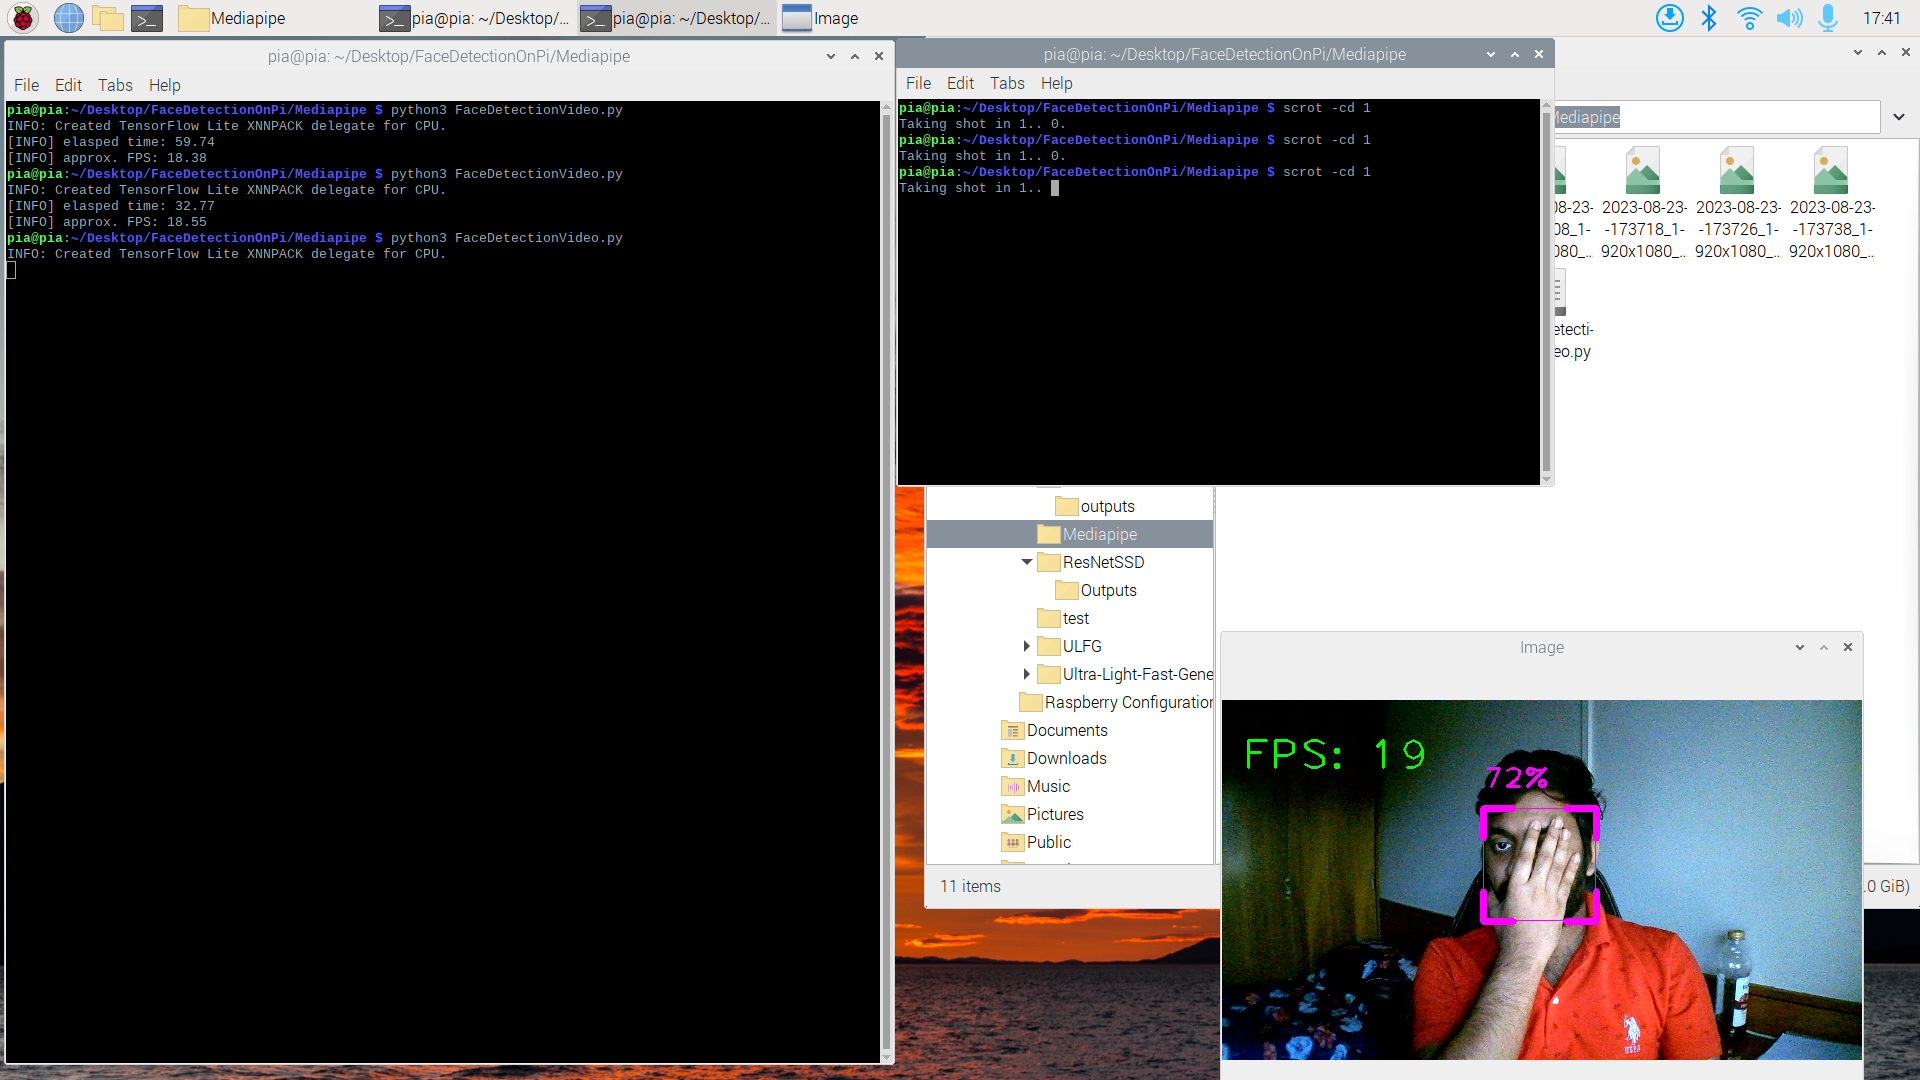 Mediapipe
pia@pia: ~/Desktop/...
pia@pia: ~/Desktop/...
Image
17:41
pia@pia: ~/Desktop/FaceDetectionOnPi/Mediapipe
File Edit Tabs Help
pia@pia:~/Desktop/FaceDetectionOnPi/Mediapipe $ python3 FaceDetectionVideo.py
INFO: Created TensorFlow Lite XNNPACK delegate for CPU.
[INFO] elasped time: 59.74
[INFO] approx. FPS: 18.38
pia@pia:~/Desktop/FaceDetectionOnPi/Mediapipe $ python3 FaceDetectionVideo.py
INFO: Created TensorFlow Lite XNNPACK delegate for CPU.
[INFO] elasped time: 32.77
[INFO] approx. FPS: 18.55
pia@pia:~/Desktop/FaceDetectionOnPi/Mediapipe $ python3 FaceDetectionVideo.py
INFO: Created TensorFlow Lite XNNPACK delegate for CPU.
pia@pia: ~/Desktop/FaceDetectionOnPi/Mediapipe
File Edit Tabs Help
pia@pia:~/Desktop/FaceDetectionOnPi/Mediapipe $ scrot -cd 1
Taking shot in 1.. 0.
pia@pia:~/Desktop/FaceDetectionOnPi/Mediapipe $ scrot -cd 1
Taking shot in 1.. 0.
pia@pia:~/Desktop/FaceDetectionOnPi/Mediapipe $ scrot -cd 1
Taking shot in 1..
Mediapipe
08-23- 2023-08-23- 2023-08-23- 2023-08-23-
08_1- -173718_1- -173726_1- -173738_1-
080_... 920x1080_... 920x1080_... 920x1080_...
etecti-
eo.py
outputs
Mediapipe
ResNetSSD
Outputs
test
ULFG
Ultra-Light-Fast-Gene
Raspberry Configuration
Documents
Downloads
Music
Pictures
Public
11 items
.0 GiB)
Image
FPS: 19
72%
USPA